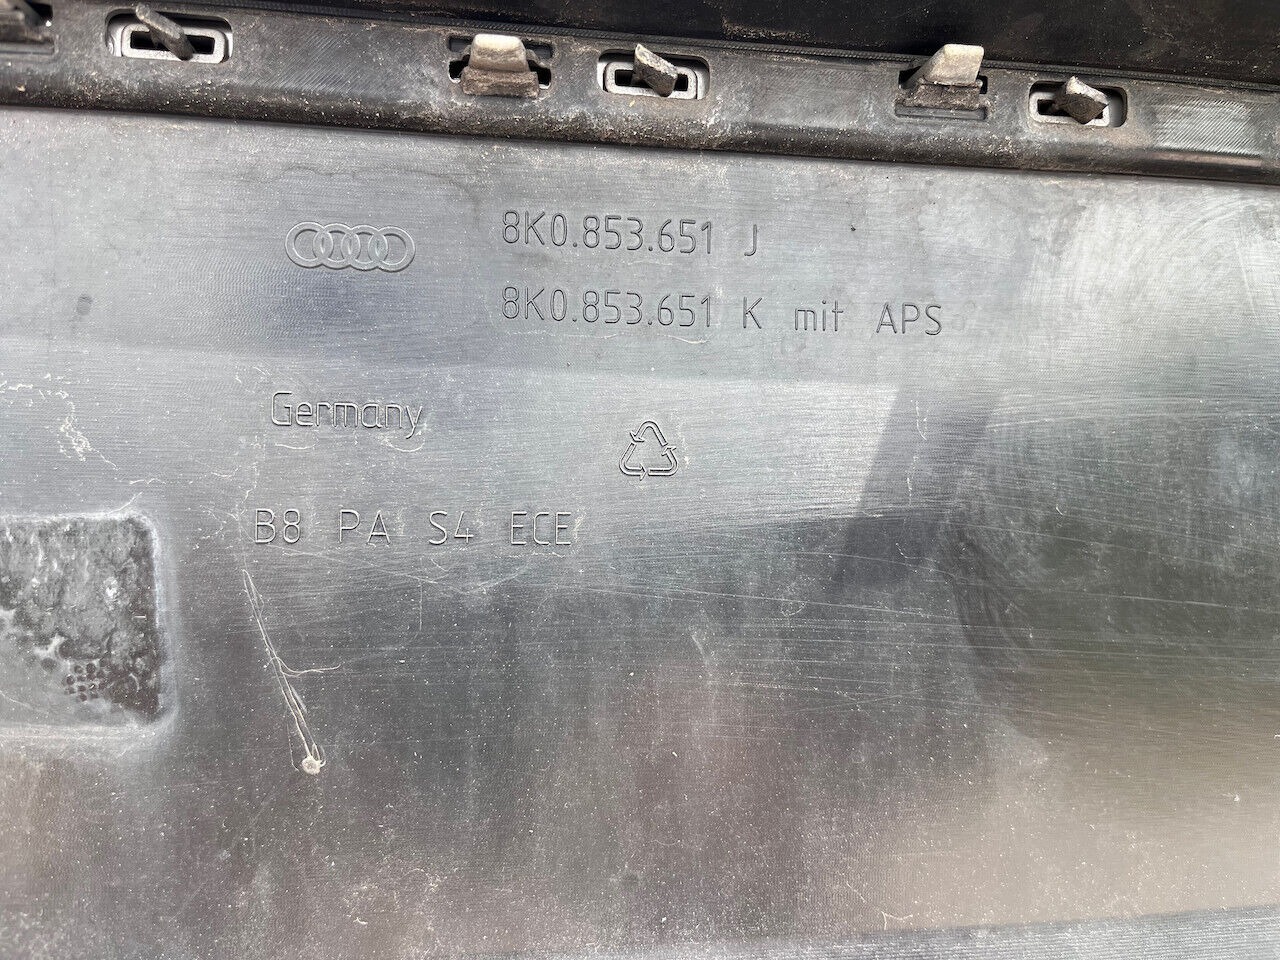 8K0.853.651 J
8K0.853.651 K mit APS
Germany
B8 PA S4 ECE